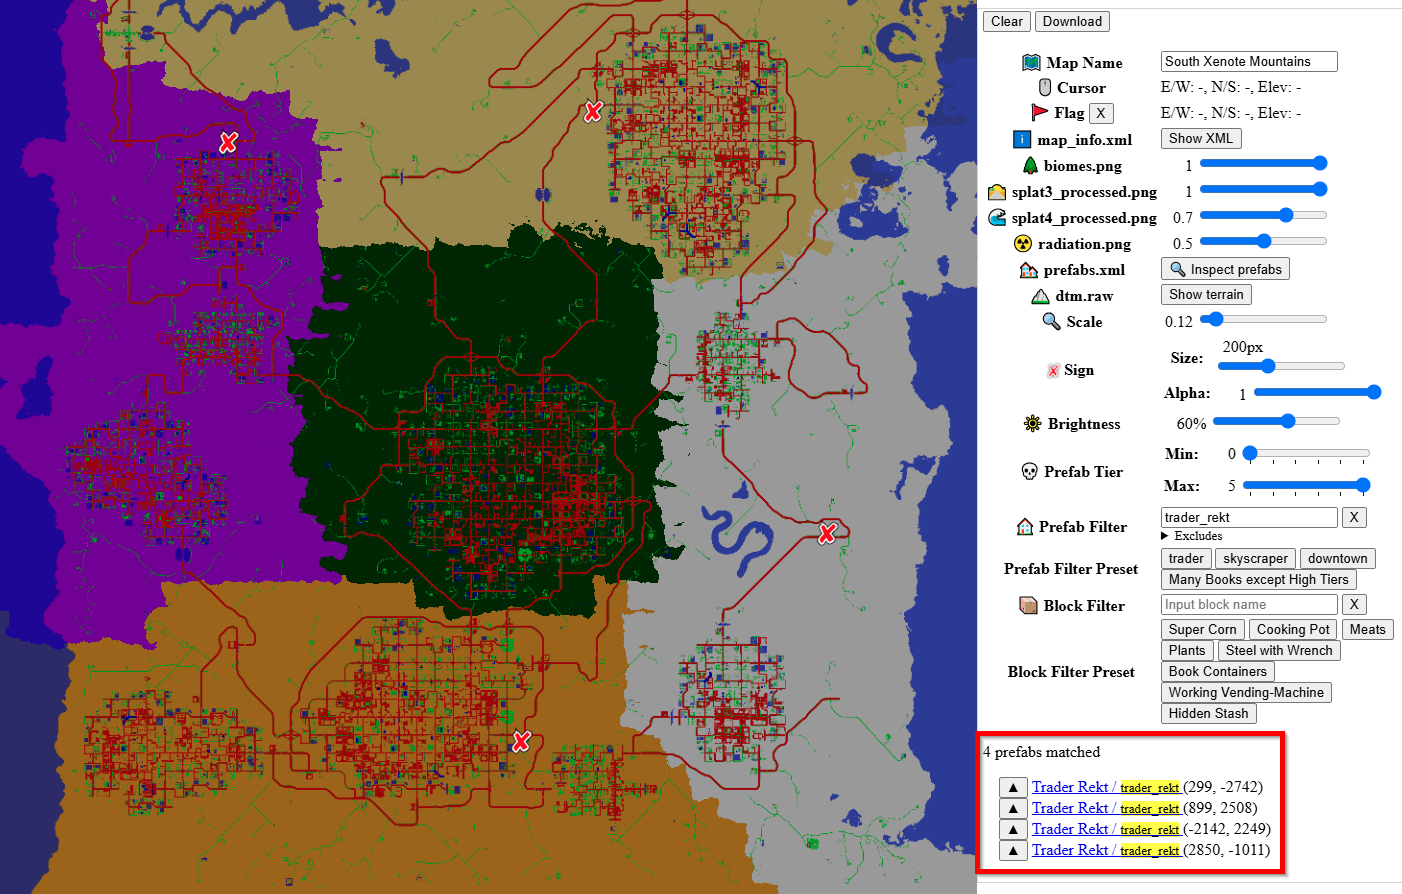 Clear Download
Map Name South Xenote Mountains
Cursor E/W: -, N/S: -, Elev: -
Flag X E/W: -, N/S: -, Elev: -
map_info.xml Show XML
biomes.png 1
splat3_processed.png 1
splat4_processed.png 0.7
radiation.png 0.5
prefabs.xml Inspect prefabs
dtm.raw Show terrain
Scale 0.12
Sign Size: 200px
Alpha: 1
Brightness 60%
Prefab Tier Min: 0
Max: 5
Prefab Filter trader_rekt X
▶ Excludes
Prefab Filter Preset trader skyscraper downtown
Many Books except High Tiers
Block Filter Input block name X
Block Filter Preset Super Corn Cooking Pot Meats
Plants Steel with Wrench
Book Containers
Working Vending-Machine
Hidden Stash
4 prefabs matched
▲ Trader Rekt / trader_rekt (299, -2742)
▲ Trader Rekt / trader_rekt (899, 2508)
▲ Trader Rekt / trader_rekt (-2142, 2249)
▲ Trader Rekt / trader_rekt (2850, -1011)